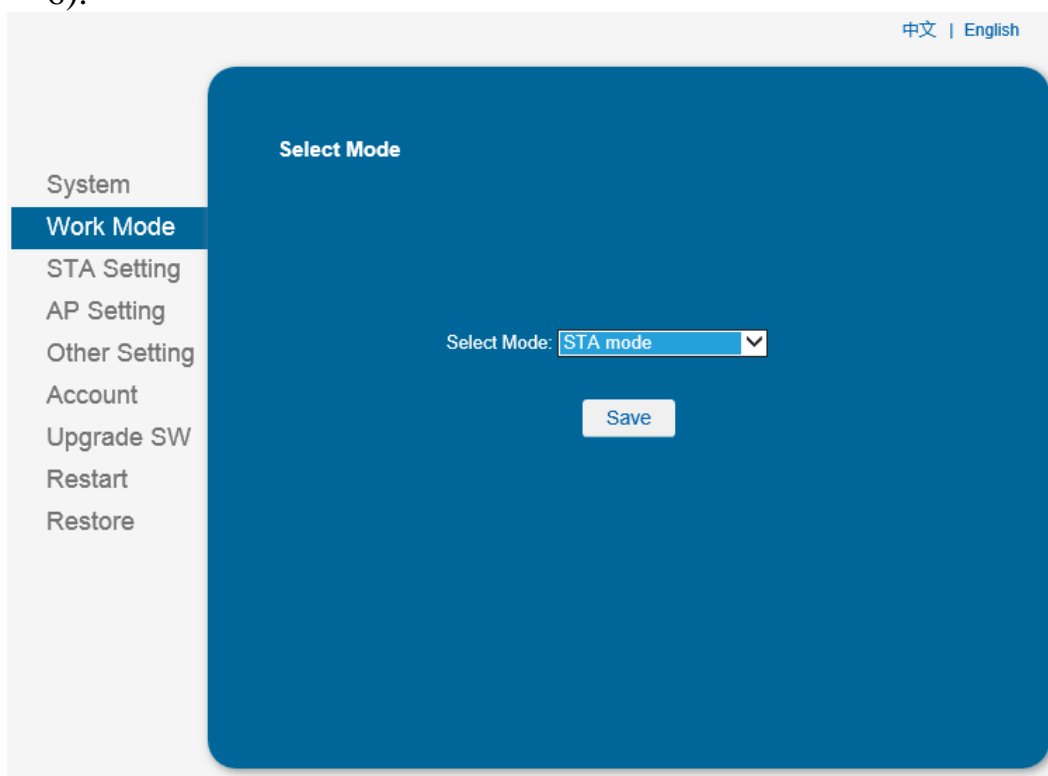 6).
中文 | English
Select Mode
System
Work Mode
STA Setting
AP Setting
Other Setting
Account
Upgrade SW
Restart
Restore
Select Mode: STA mode
Save